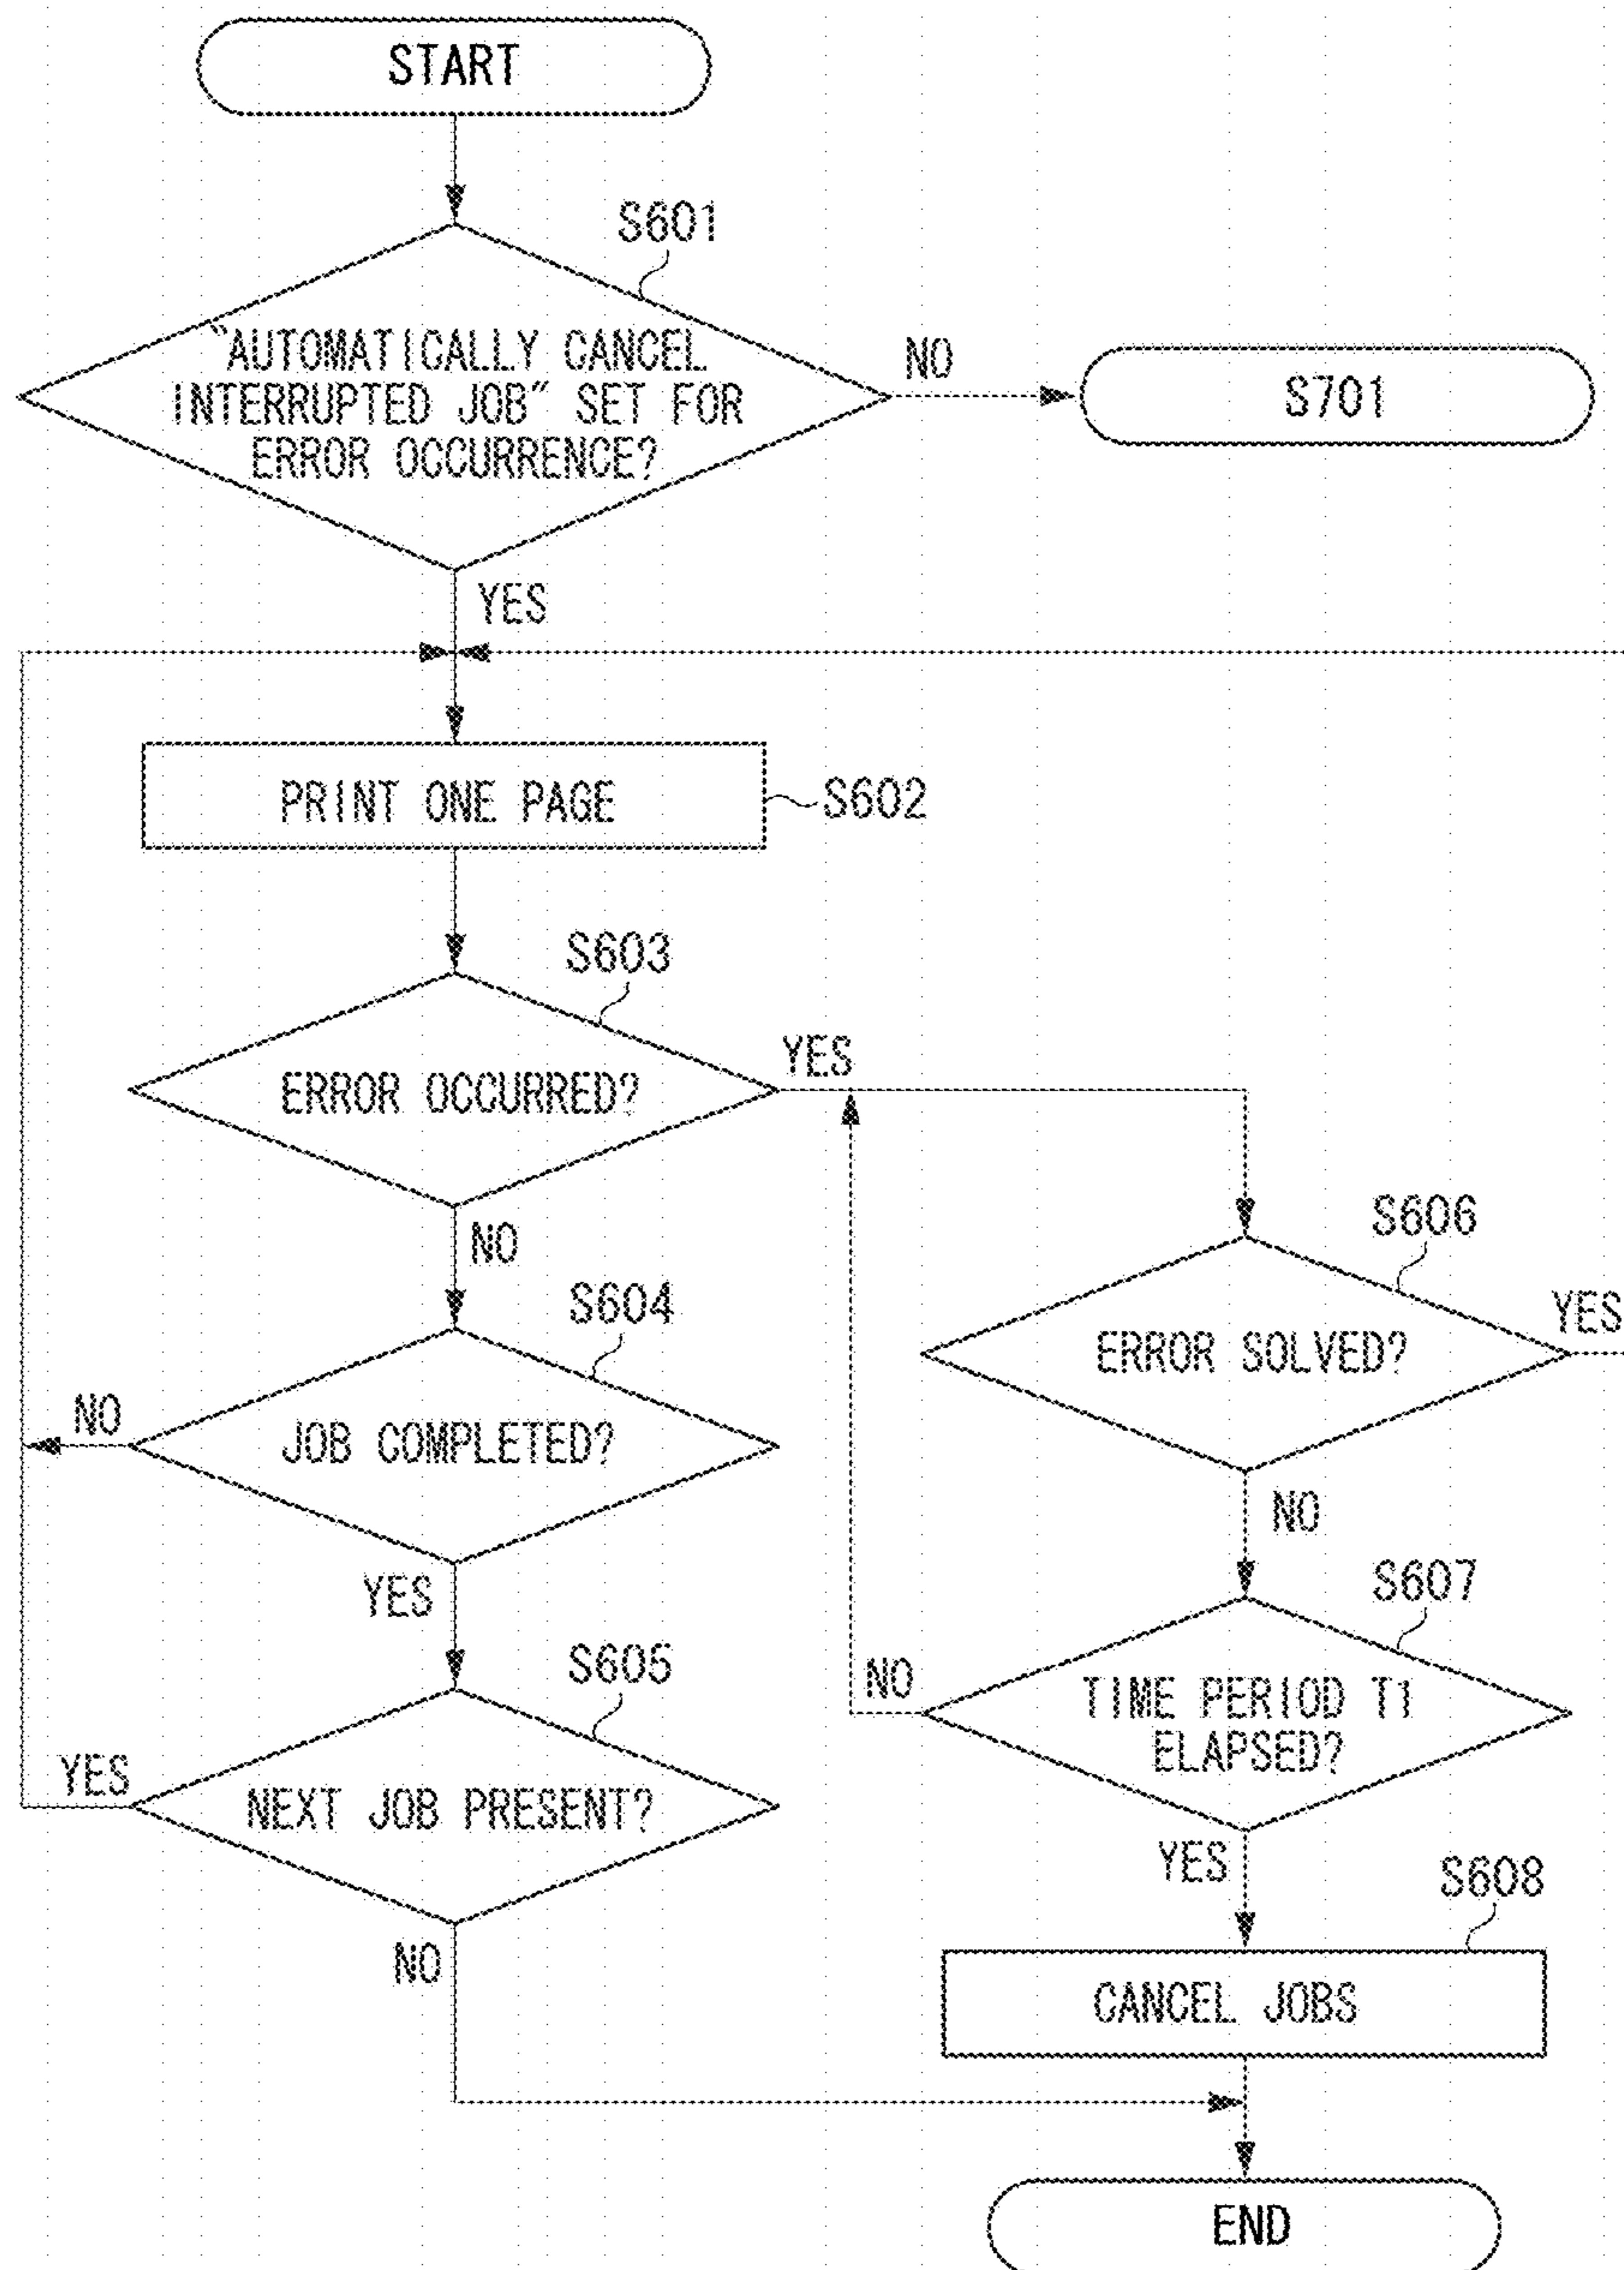 START
S601
"AUTOMATICALLY CANCEL
INTERRUPTED JOB" SET FOR
ERROR OCCURRENCE?
NO
S701
YES
PRINT ONE PAGE
S602
S603
ERROR OCCURRED?
YES
NO
S604
JOB COMPLETED?
NO
YES
S605
NEXT JOB PRESENT?
YES
NO
S606
ERROR SOLVED?
YES
NO
S607
TIME PERIOD T1
ELAPSED?
NO
YES
S608
CANCEL JOBS
END